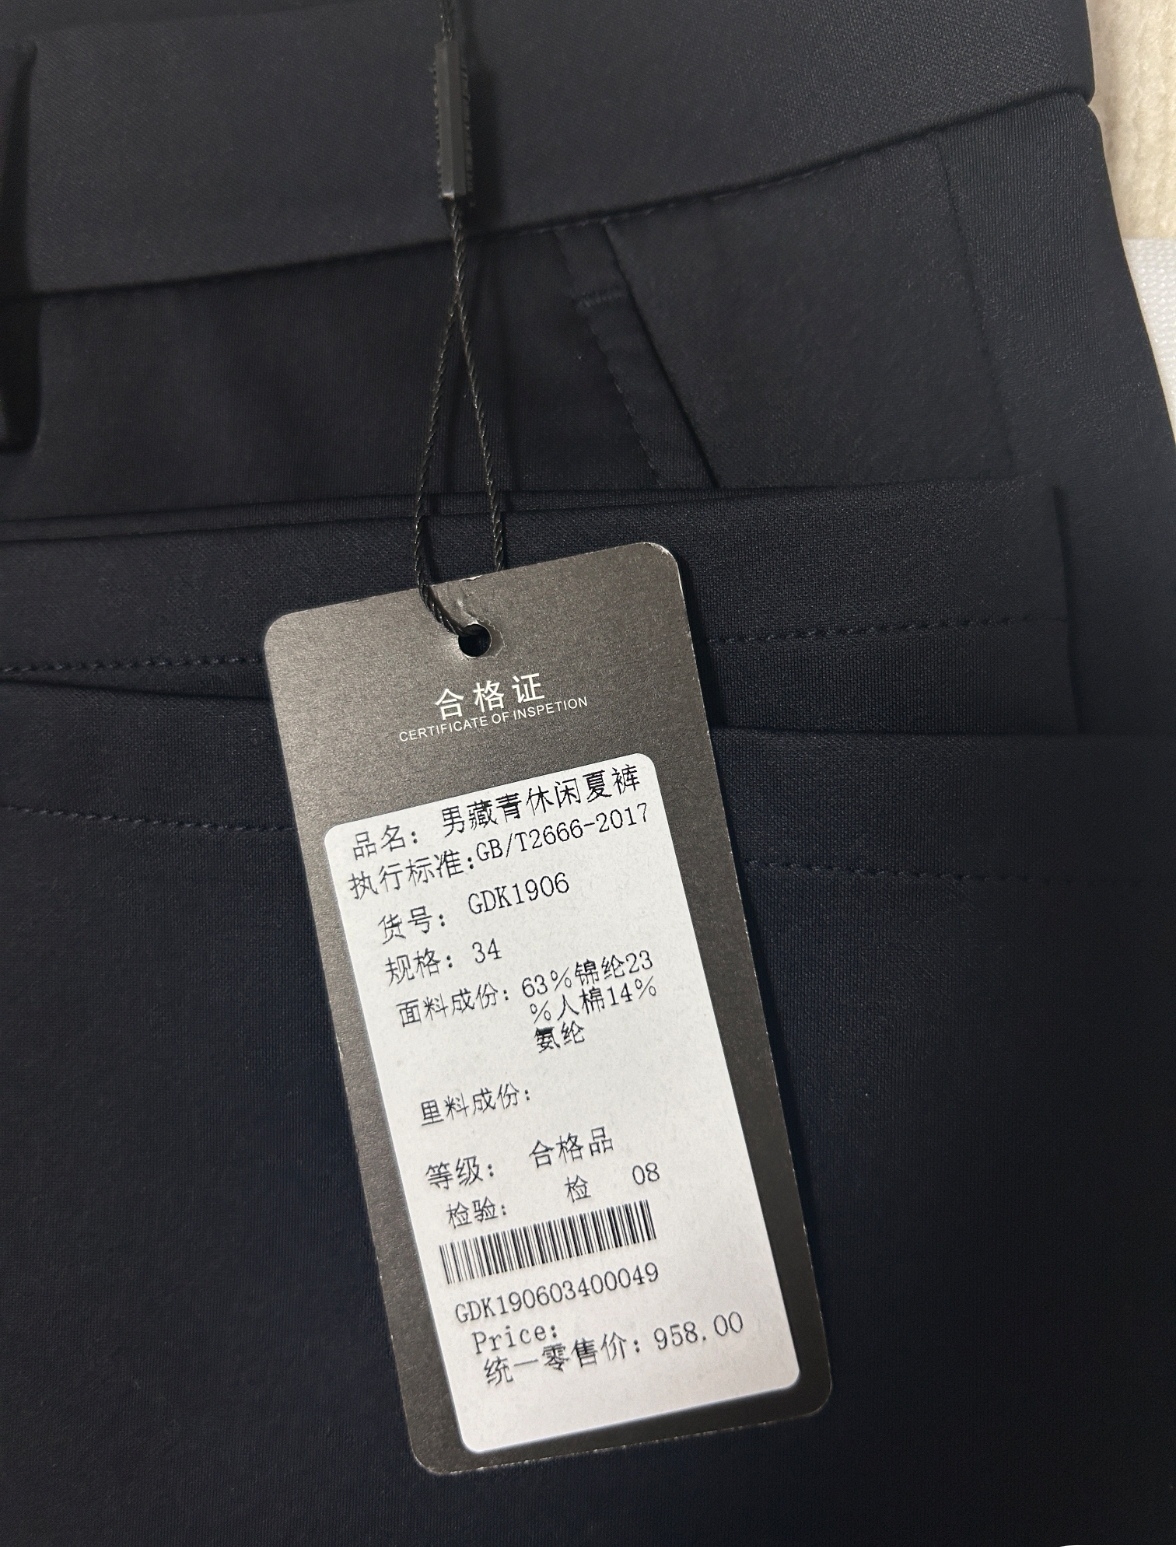 合格证
CERTIFICATE OF INSPETION
品名: 男藏青休闲夏裤
执行标准:GB/T2666-2017
货号: GDK1906
规格: 34
面料成份: 63%锦纶23
%人棉14%
氨纶
里料成份:
等级: 合格品
检验: 检 08
GDK190603400049
Price:
统一零售价: 958.00